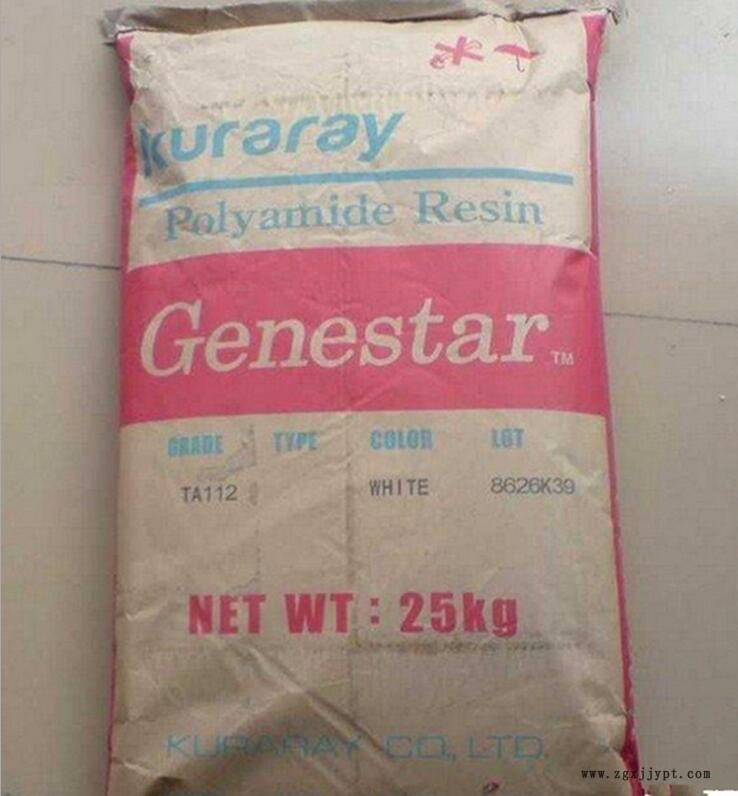 kuraray
Polyamide Resin
Genestar TM
GRADE TYPE COLOR LOT
TA112 WHITE 8626K39
NET WT : 25kg
KURARAY CO., LTD.
www.zgxjjypt.com